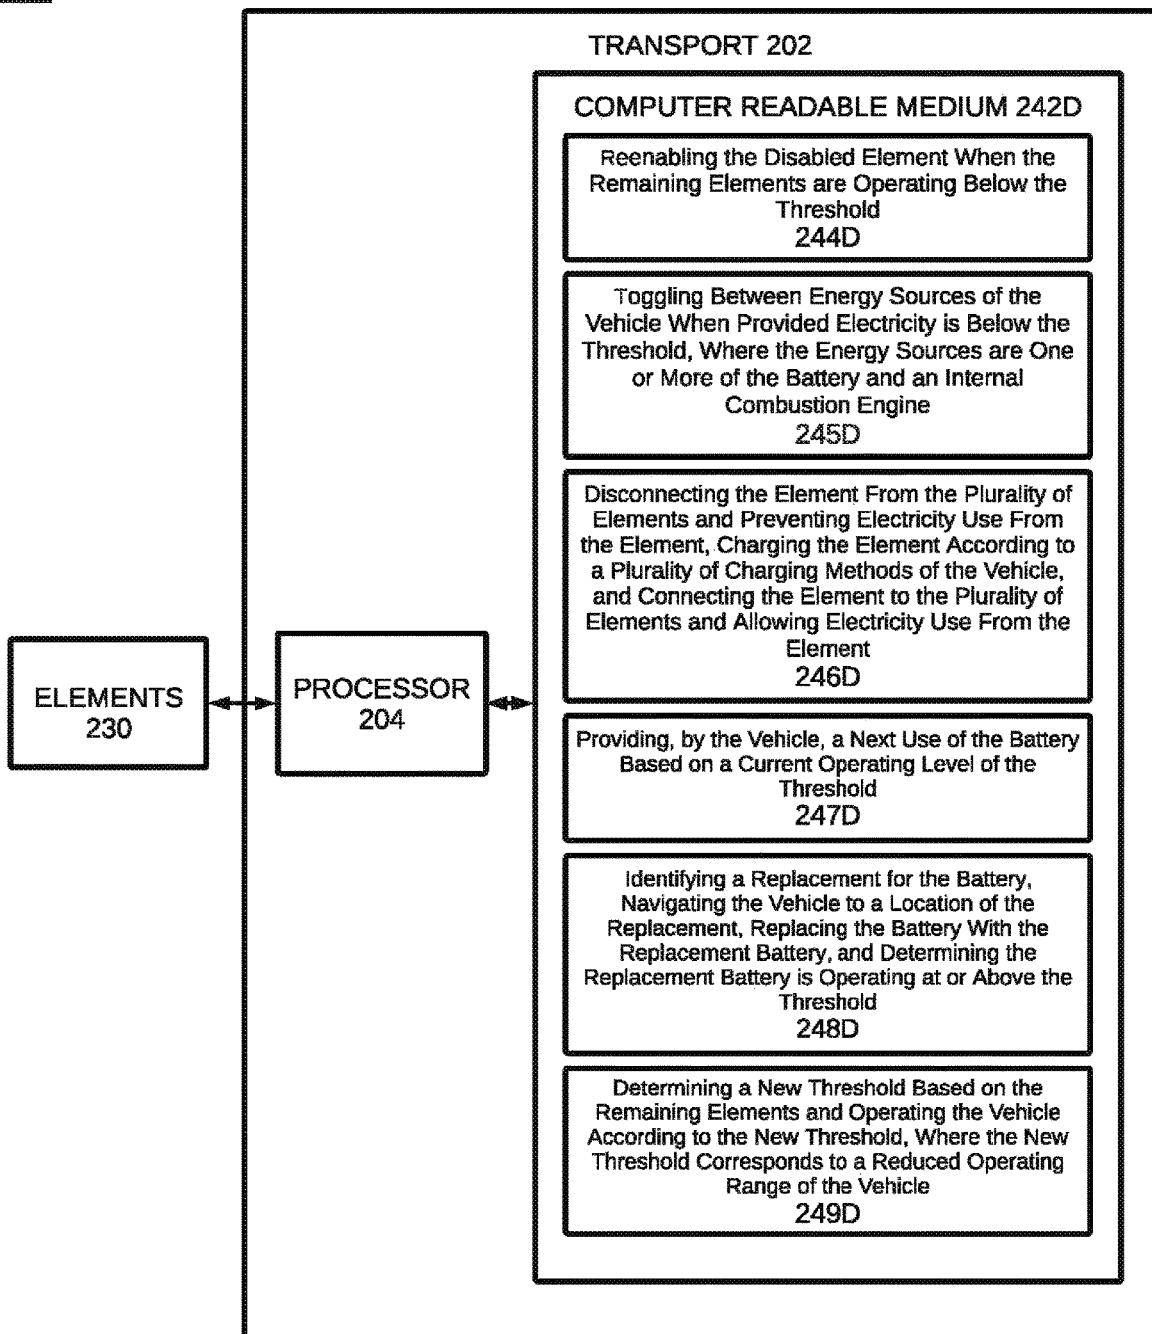 TRANSPORT 202
COMPUTER READABLE MEDIUM 242D
Reenabling the Disabled Element When the
Remaining Elements are Operating Below the
Threshold
244D
Toggling Between Energy Sources of the
Vehicle When Provided Electricity is Below the
Threshold, Where the Energy Sources are One
or More of the Battery and an Internal
Combustion Engine
245D
Disconnecting the Element From the Plurality of
Elements and Preventing Electricity Use From
the Element, Charging the Element According to
a Plurality of Charging Methods of the Vehicle,
and Connecting the Element to the Plurality of
Elements and Allowing Electricity Use From the
Element
246D
ELEMENTS
230
PROCESSOR
204
Providing, by the Vehicle, a Next Use of the Battery
Based on a Current Operating Level of the
Threshold
247D
Identifying a Replacement for the Battery,
Navigating the Vehicle to a Location of the
Replacement, Replacing the Battery With the
Replacement Battery, and Determining the
Replacement Battery is Operating at or Above the
Threshold
248D
Determining a New Threshold Based on the
Remaining Elements and Operating the Vehicle
According to the New Threshold, Where the New
Threshold Corresponds to a Reduced Operating
Range of the Vehicle
249D